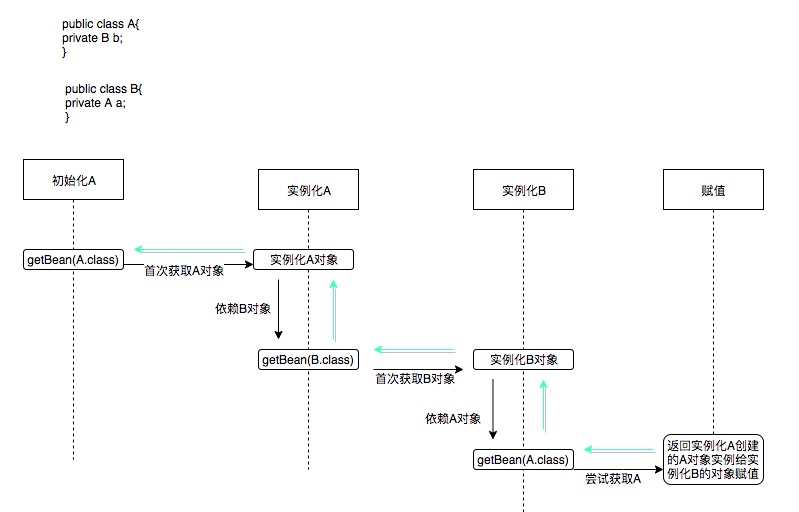 public class A{
private B b;
}
public class B{
private A a;
}
初始化A
实例化A
实例化B
赋值
getBean(A.class)
首次获取A对象
实例化A对象
依赖B对象
getBean(B.class)
首次获取B对象
实例化B对象
依赖A对象
getBean(A.class)
尝试获取A
返回实例化A创建
的A对象实例给实
例化B的对象赋值